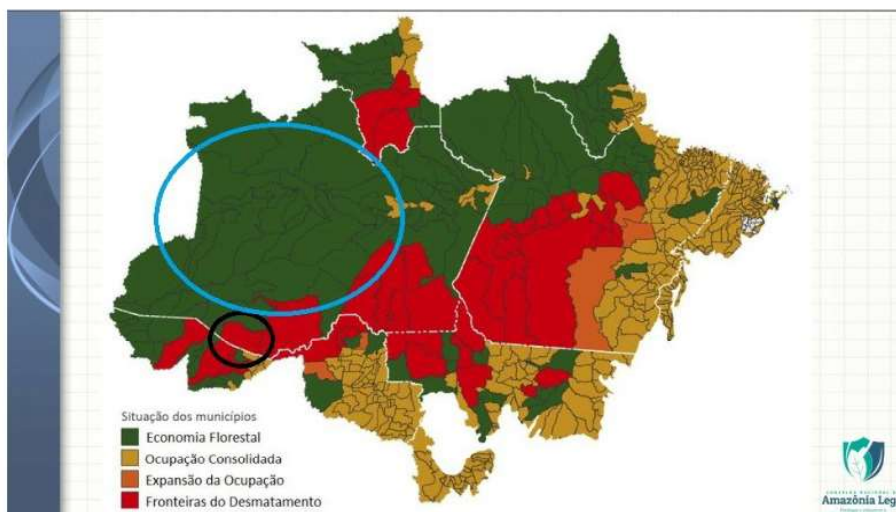 Situação dos municípios
Economia Florestal
Ocupação Consolidada
Expansão da Ocupação
Fronteiras do Desmatamento
Amazônia Leg